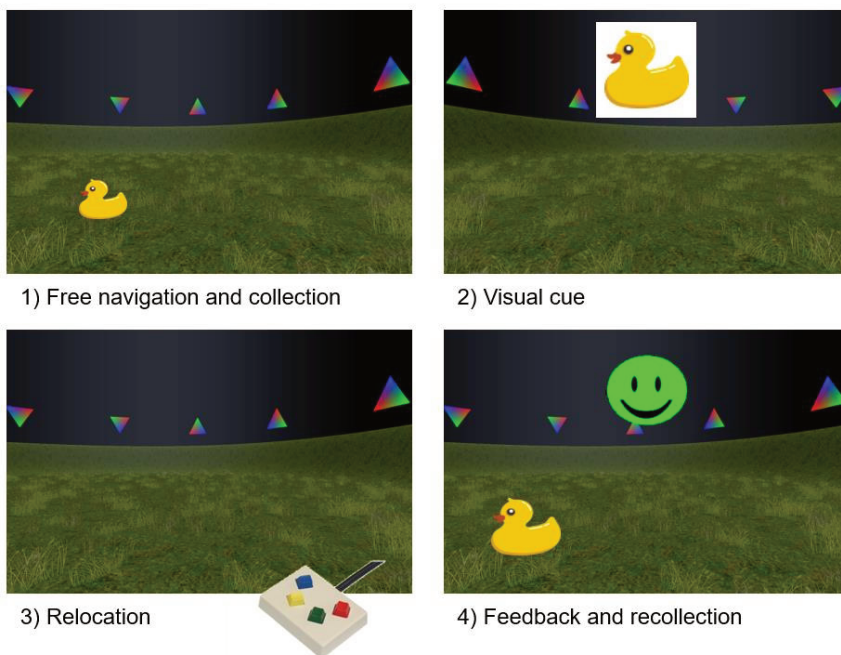 1) Free navigation and collection
2) Visual cue
3) Relocation
4) Feedback and recollection